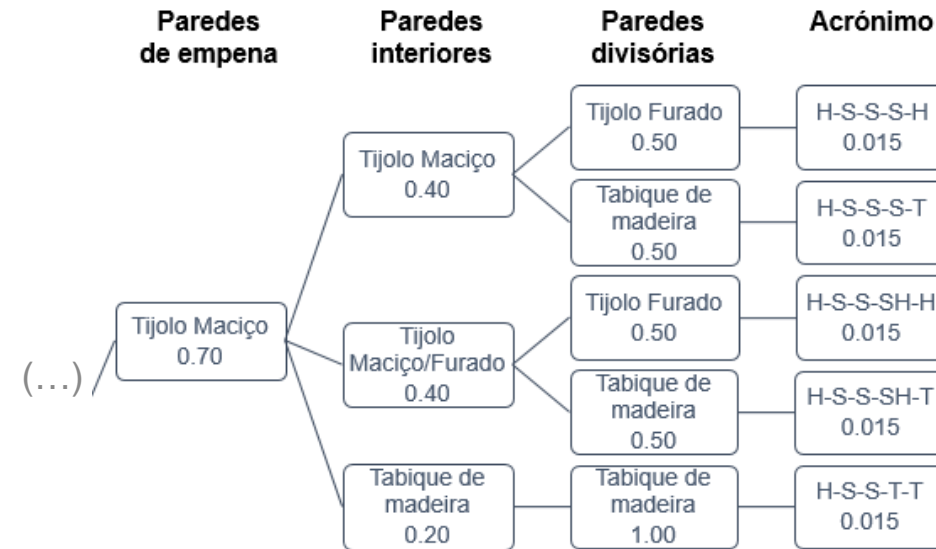 Paredes
de empena
Paredes
interiores
Paredes
divisórias
Acrónimo
Tijolo Furado
0.50
H-S-S-S-H
0.015
Tijolo Maciço
0.40
Tabique de
madeira
0.50
H-S-S-S-T
0.015
Tijolo Furado
0.50
H-S-S-SH-H
0.015
Tijolo Maciço
0.70
Tijolo
Maciço/Furado
0.40
(...)
Tabique de
madeira
0.50
H-S-S-SH-T
0.015
Tabique de
madeira
0.20
Tabique de
madeira
1.00
H-S-S-T-T
0.015